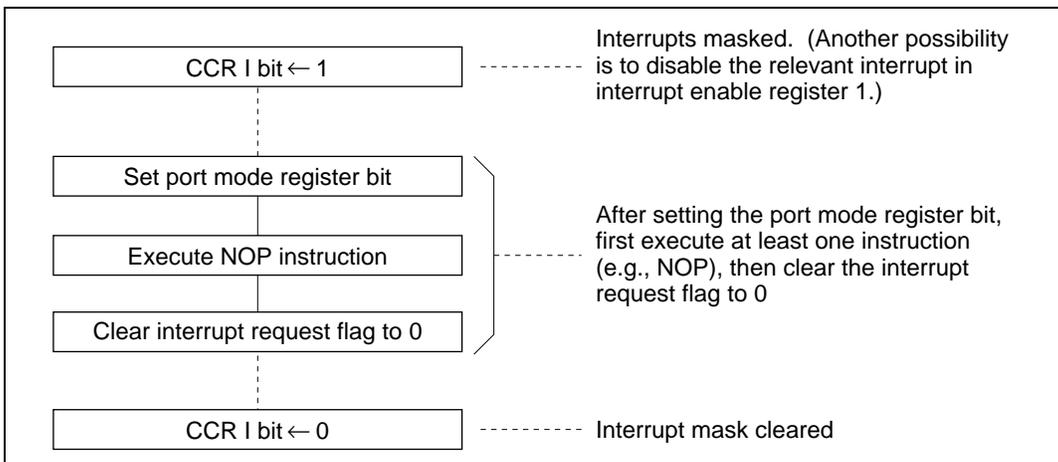 CCR I bit ← 1
Interrupts masked. (Another possibility
is to disable the relevant interrupt in
interrupt enable register 1.)
Set port mode register bit
Execute NOP instruction
Clear interrupt request flag to 0
After setting the port mode register bit,
first execute at least one instruction
(e.g., NOP), then clear the interrupt
request flag to 0
CCR I bit ← 0
Interrupt mask cleared